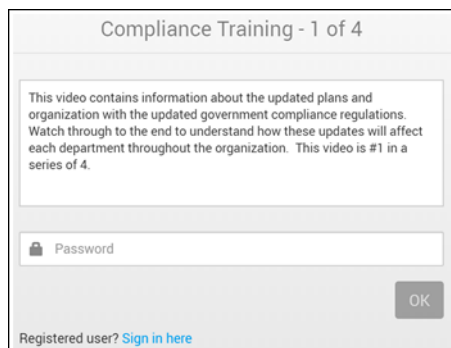 Compliance Training - 1 of 4
This video contains information about the updated plans and
organization with the updated government compliance regulations.
Watch through to the end to understand how these updates will affect
each department throughout the organization.  This video is #1 in a
series of 4.
Password
OK
Registered user? Sign in here